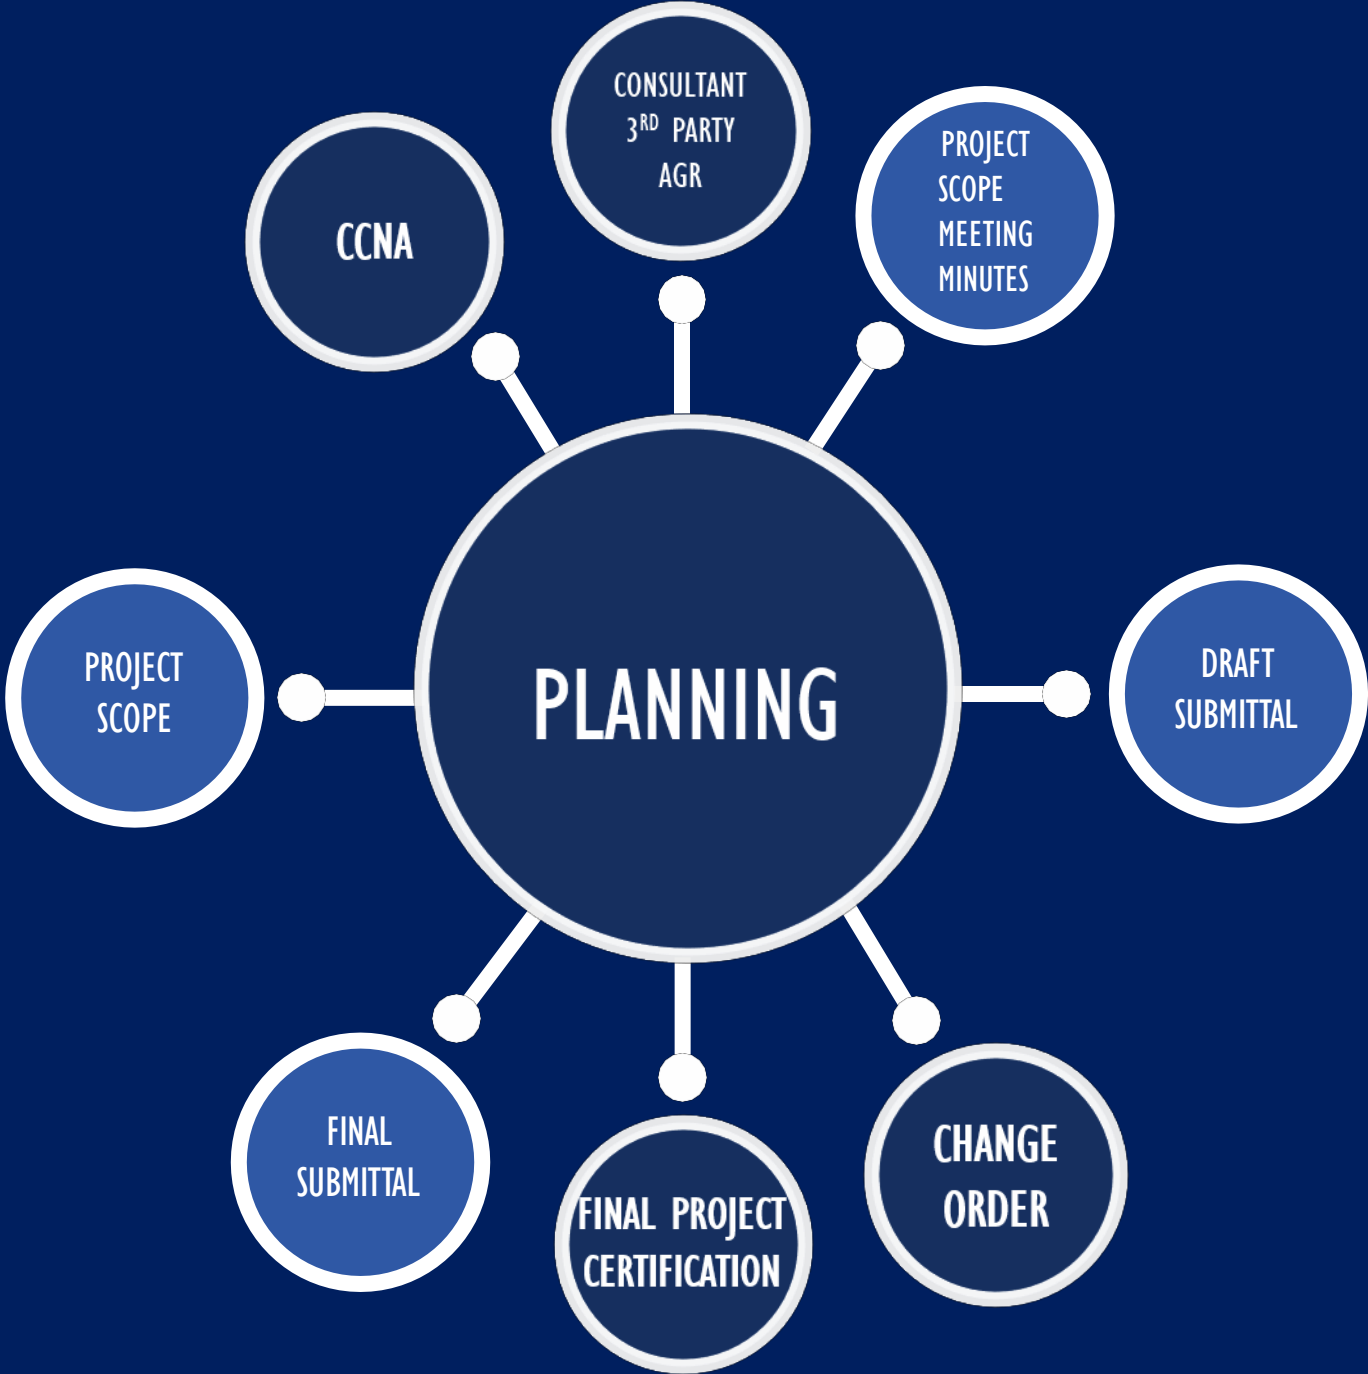 CONSULTANT
3RD PARTY
AGR
PROJECT
SCOPE
MEETING
MINUTES
CCNA
PLANNING
PROJECT
SCOPE
DRAFT
SUBMITTAL
FINAL
SUBMITTAL
CHANGE
ORDER
FINAL PROJECT
CERTIFICATION